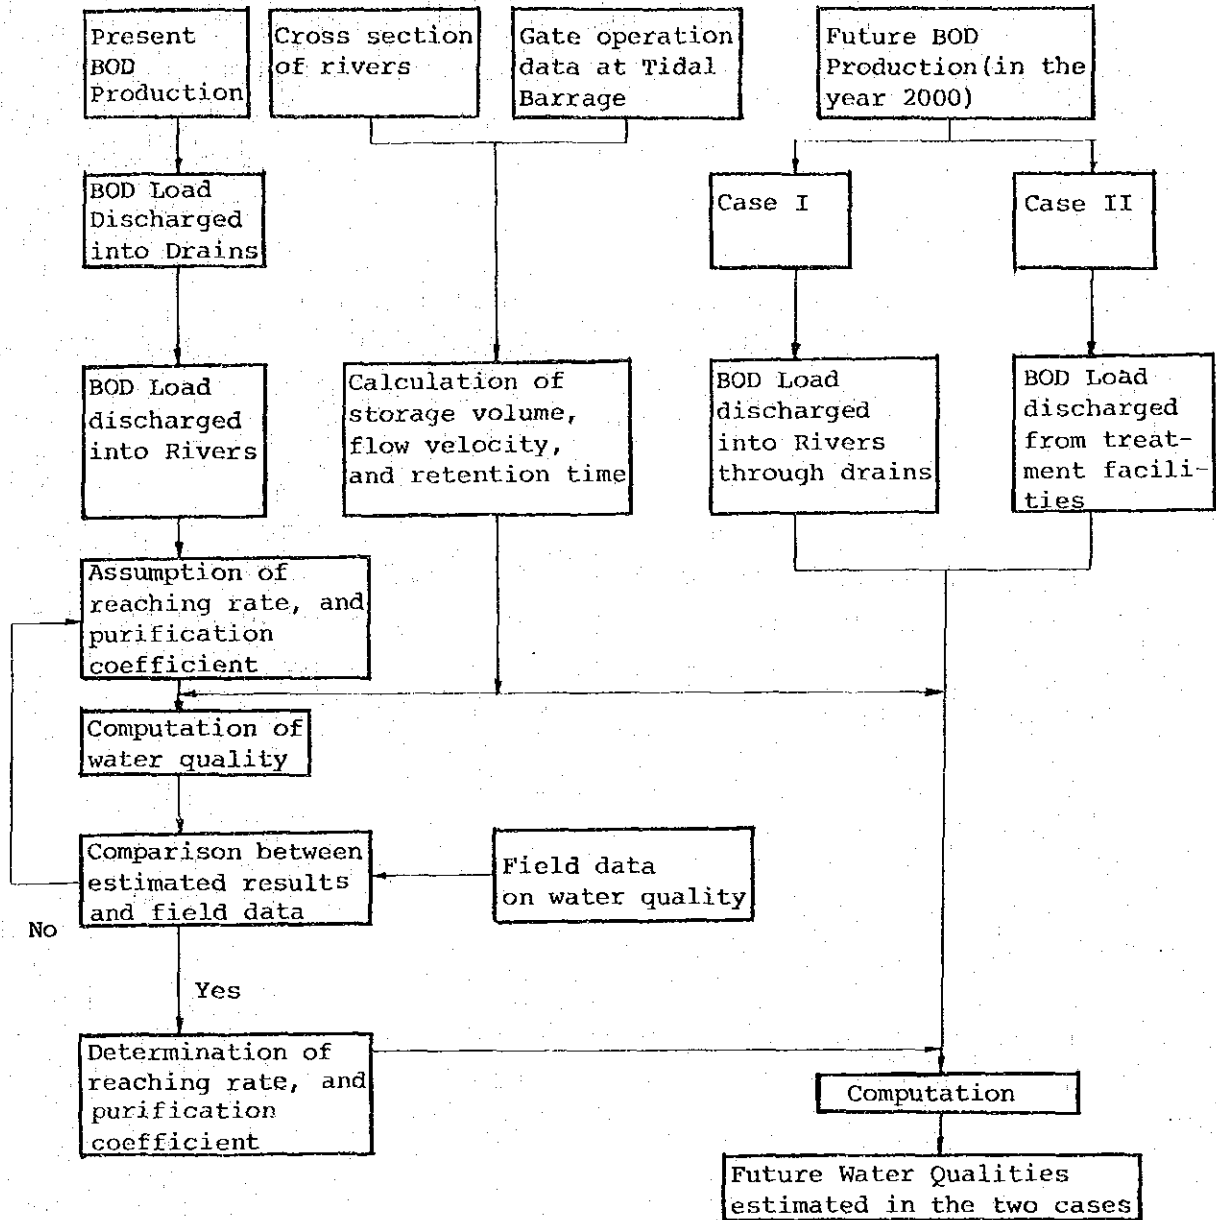 Present
BOD
Production
Cross section
of rivers
Gate operation
data at Tidal
Barrage
Future BOD
Production(in the
year 2000)
BOD Load
Discharged
into Drains
Case I
Case II
BOD Load
discharged
into Rivers
Calculation of
storage volume,
flow velocity,
and retention time
BOD Load
discharged
into Rivers
through drains
BOD Load
discharged
from treat-
ment facili-
ties
Assumption of
reaching rate, and
purification
coefficient
Computation of
water quality
Comparison between
estimated results
and field data
Field data
on water quality
No
Yes
Determination of
reaching rate, and
purification
coefficient
Computation
Future Water Qualities
estimated in the two cases